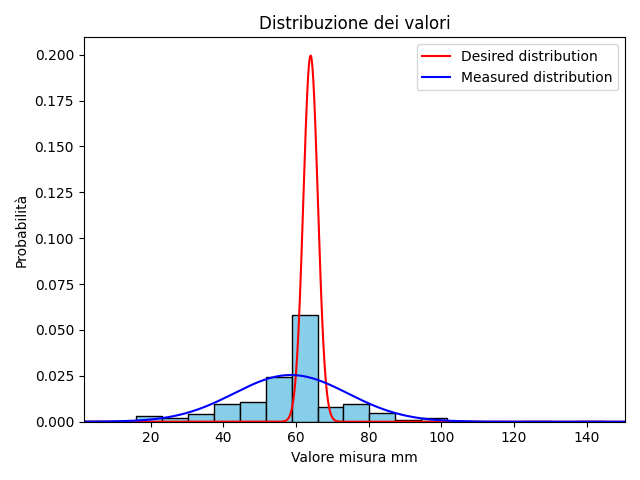 Distribuzione dei valori
Desired distribution
Measured distribution
Probabilità
0.200
0.175
0.150
0.125
0.100
0.075
0.050
0.025
0.000
20 40 60 80 100 120 140
Valore misura mm